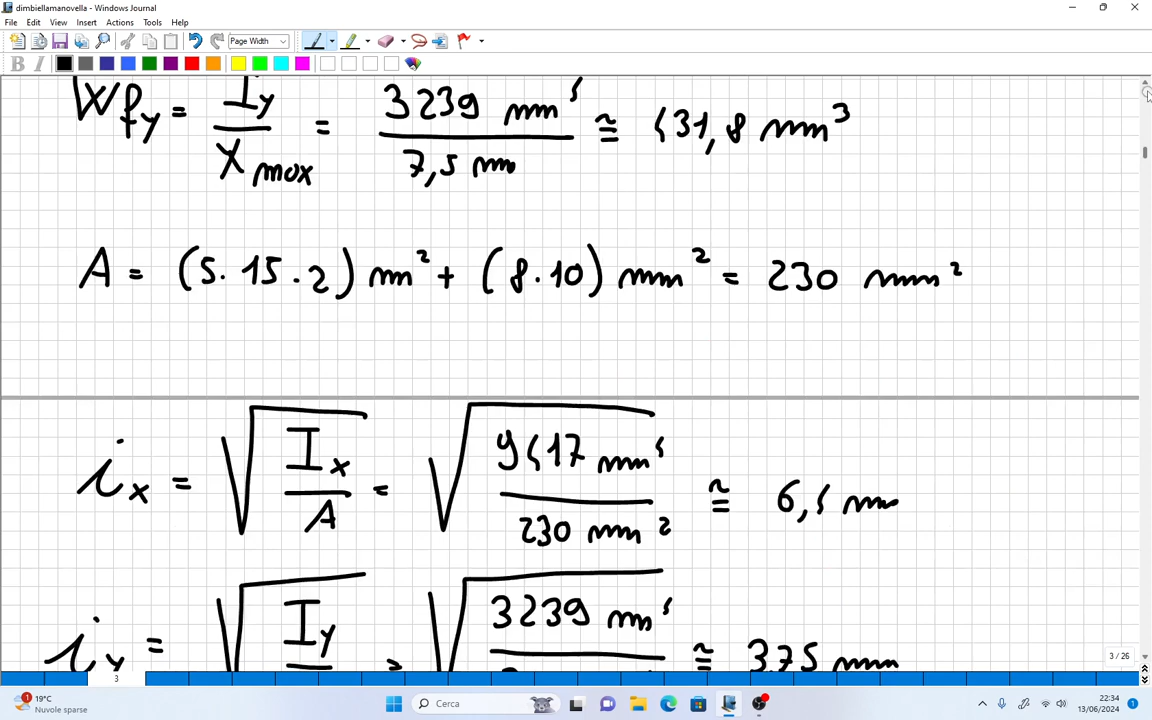 dimbiellamanovella - Windows Journal
File Edit View Insert Actions Tools Help
Page Width
B I
Wfy = Iy / Xmax = 3239 mm⁴ / 7,5 mm ≅ 431,8 mm³
A = (5·15·2) mm² + (8·10) mm² = 230 mm²
ix = √(Ix / A) = √(9417 mm⁴ / 230 mm²) ≅ 6,4 mm
iy = √(Iy = √(3239 mm⁴ ≅ 3,75 mm
3 / 26
3
19°C
Nuvole sparse
Cerca
22:34
13/06/2024
1